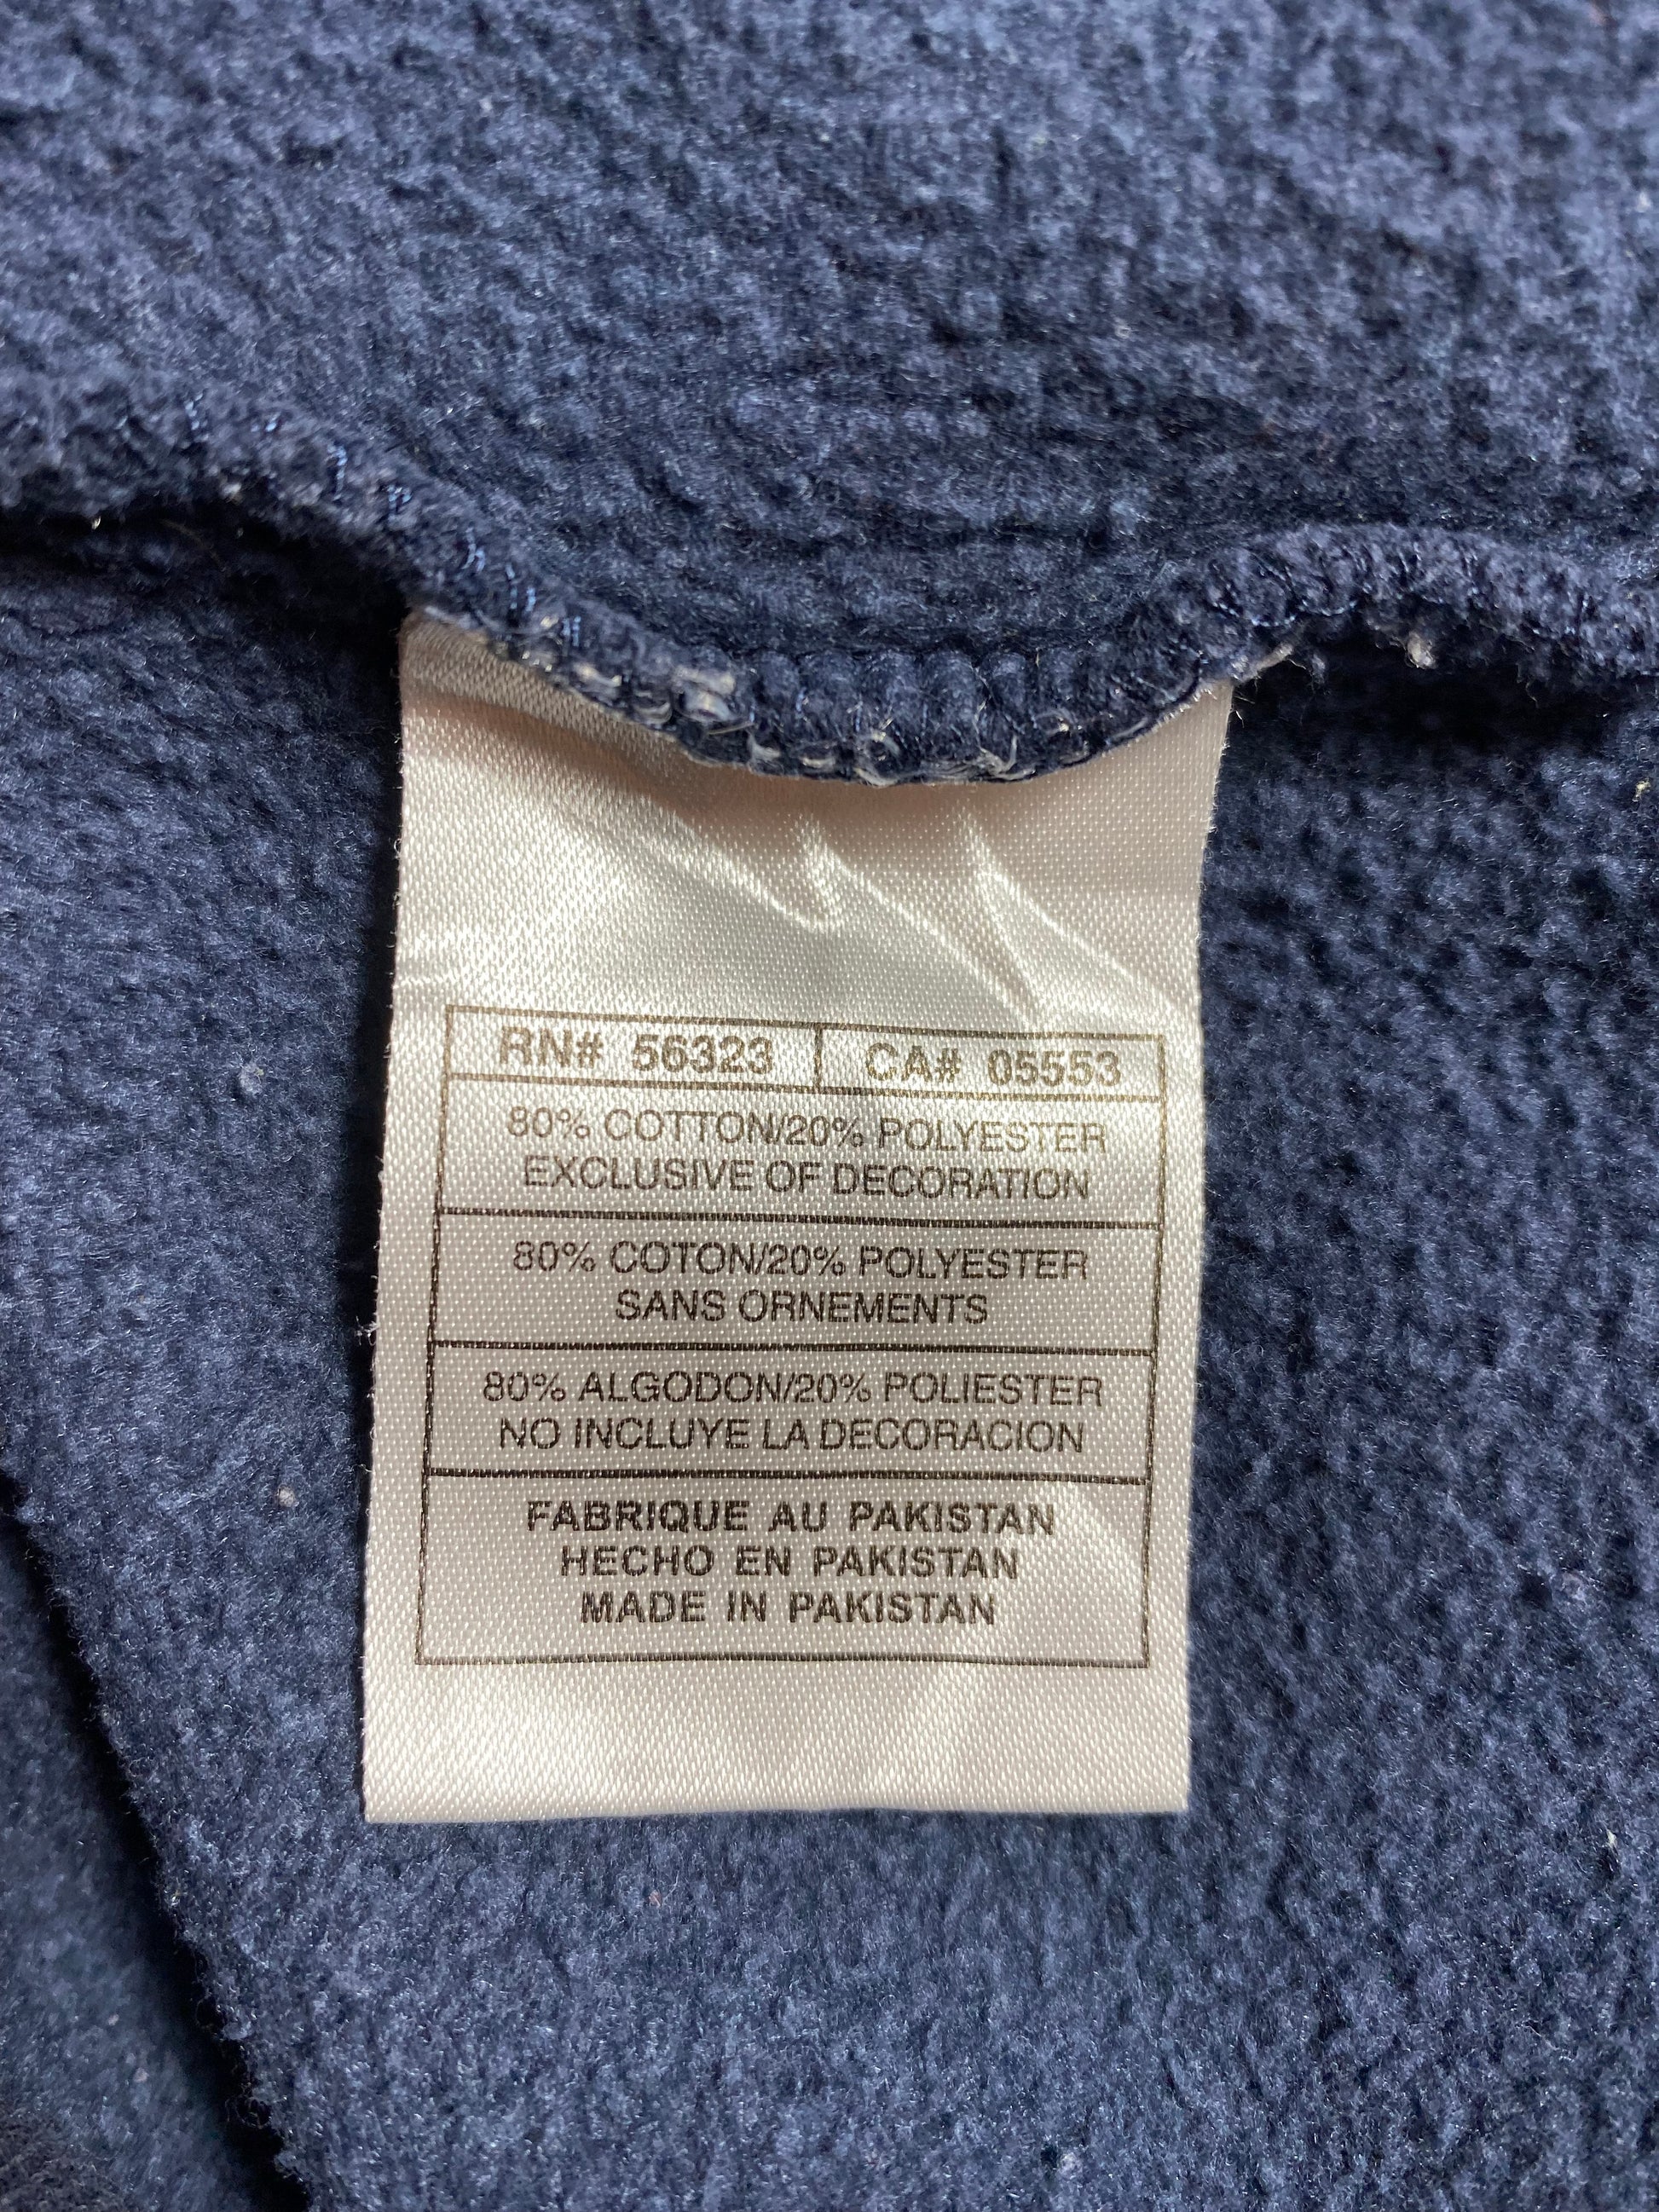 RN# 56323 CA# 05553
80% COTTON/20% POLYESTER
EXCLUSIVE OF DECORATION
80% COTON/20% POLYESTER
SANS ORNEMENTS
80% ALGODON/20% POLIESTER
NO INCLUYE LA DECORACION
FABRIQUE AU PAKISTAN
HECHO EN PAKISTAN
MADE IN PAKISTAN